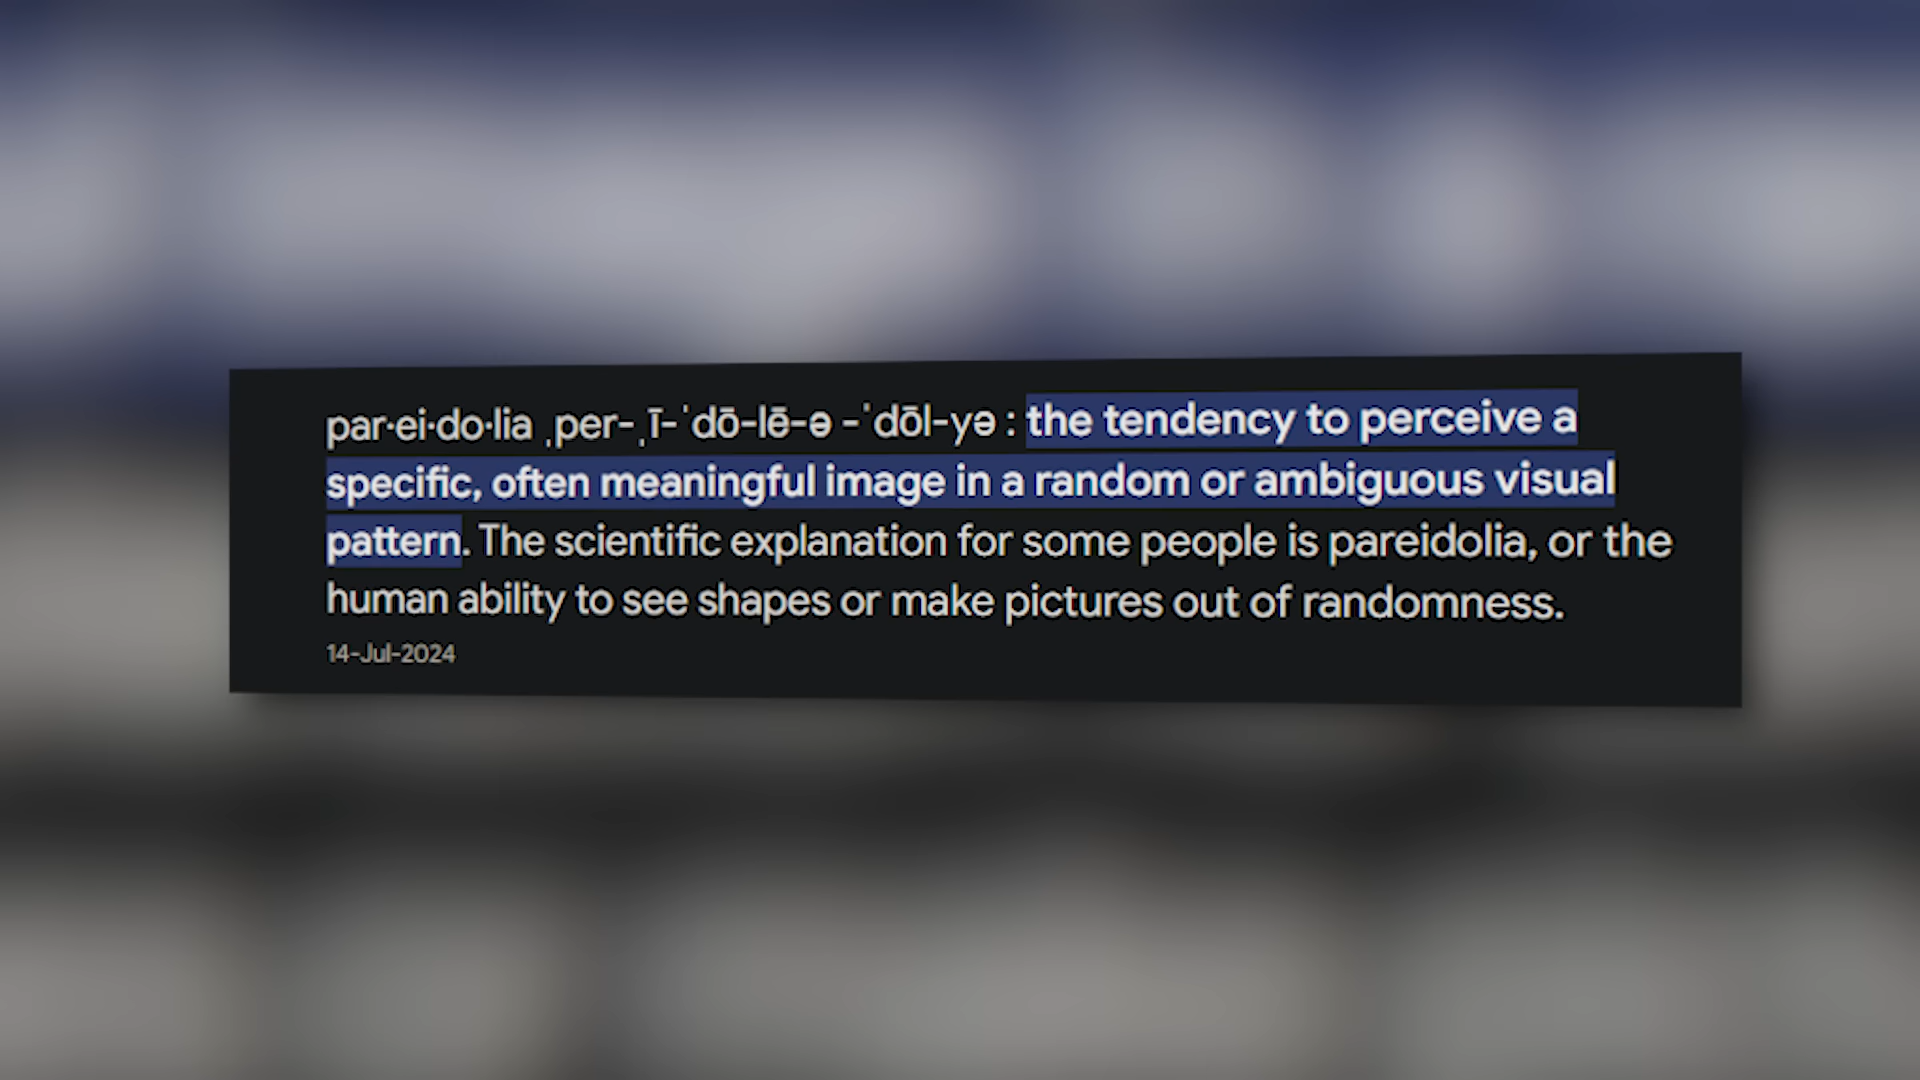 par·ei·do·lia ˌper-ˌī-ˈdō-lē-ə -ˈdōl-yə : the tendency to perceive a
specific, often meaningful image in a random or ambiguous visual
pattern. The scientific explanation for some people is pareidolia, or the
human ability to see shapes or make pictures out of randomness.
14-Jul-2024